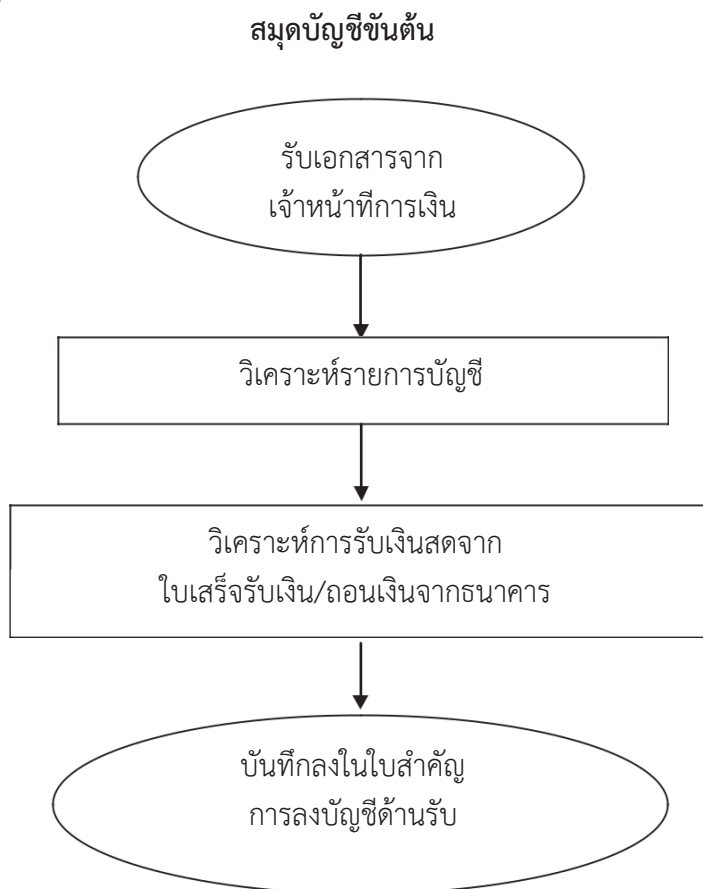 สมุดบัญชีขันต้น
รับเอกสารจาก
เจ้าหน้าทีการเงิน
วิเคราะห์รายการบัญชี
วิเคราะห์การรับเงินสดจาก
ใบเสร็จรับเงิน/ถอนเงินจากธนาคาร
บันทึกลงในใบสำคัญ
การลงบัญชีด้านรับ